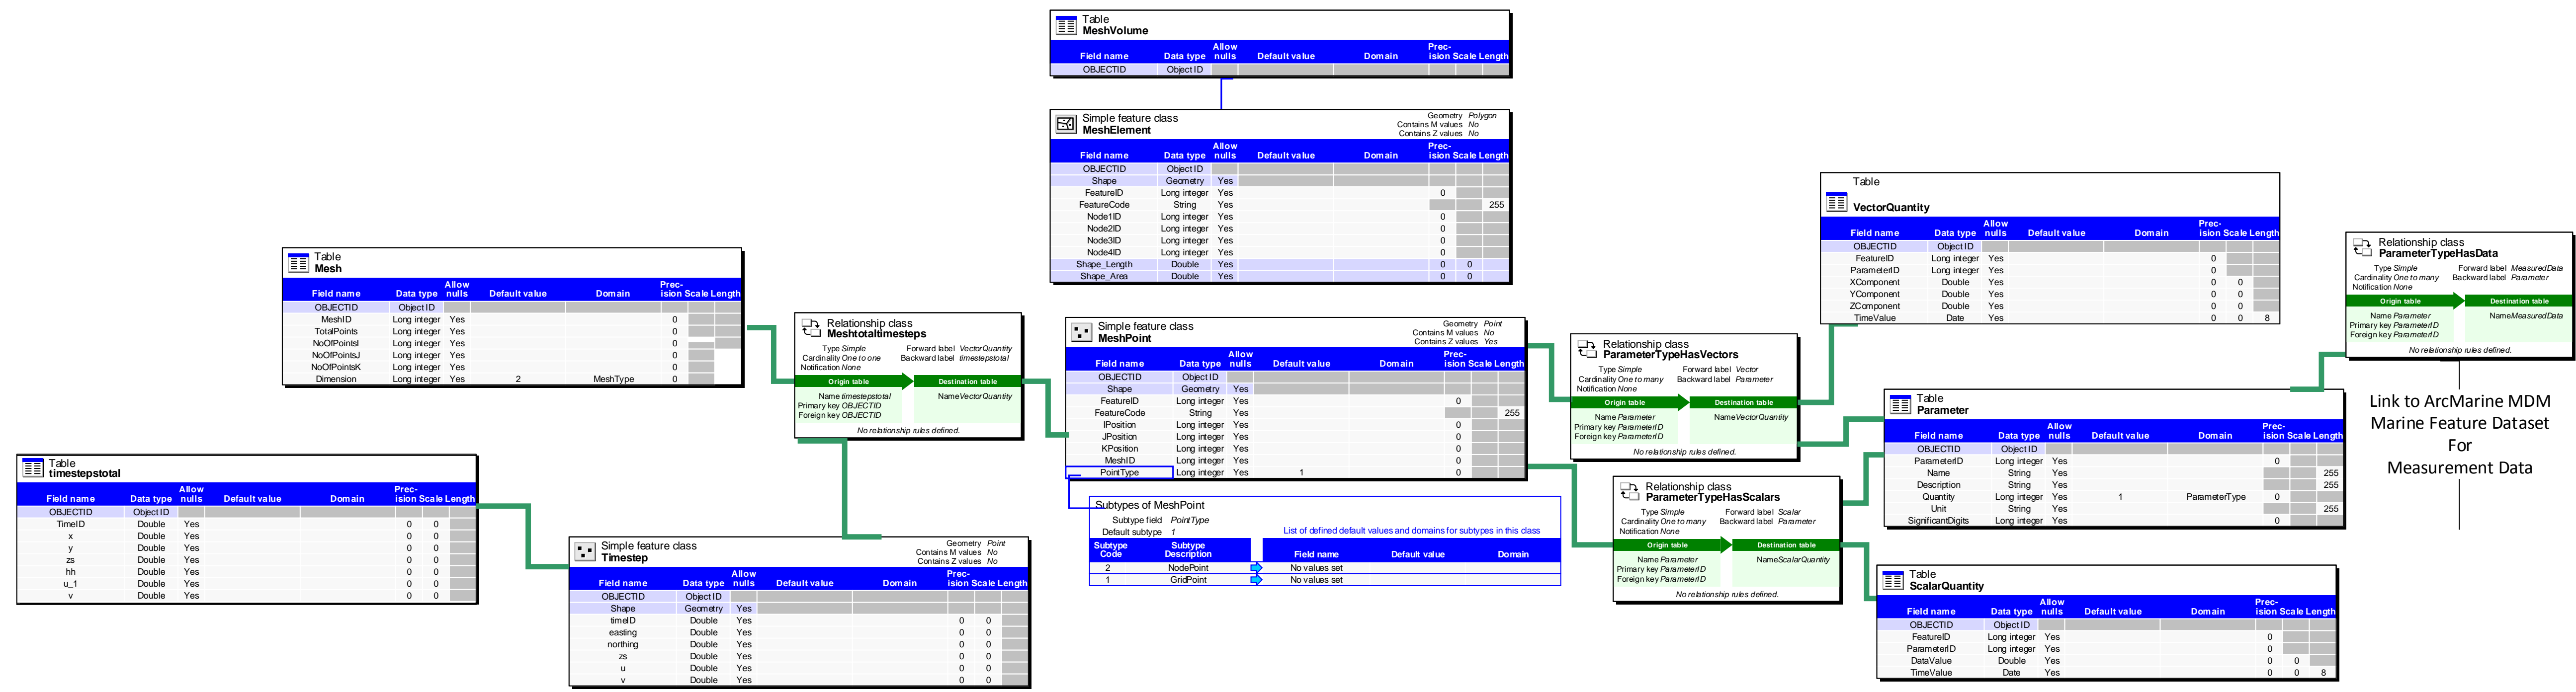 Table
MeshVolume
Field name Data type Allow nulls Default value Domain Prec-ision Scale Length
OBJECTID Object ID
Simple feature class
MeshElement
Geometry Polygon
Contains M values No
Contains Z values No
Field name Data type Allow nulls Default value Domain Prec-ision Scale Length
OBJECTID Object ID
Shape Geometry Yes
FeatureID Long integer Yes 0
FeatureCode String Yes 255
Node1ID Long integer Yes 0
Node2ID Long integer Yes 0
Node3ID Long integer Yes 0
Node4ID Long integer Yes 0
Shape_Length Double Yes 0 0
Shape_Area Double Yes 0 0
Table
Mesh
Field name Data type Allow nulls Default value Domain Prec-ision Scale Length
OBJECTID Object ID
MeshID Long integer Yes 0
TotalPoints Long integer Yes 0
NoOfPointsI Long integer Yes 0
NoOfPointsJ Long integer Yes 0
NoOfPointsK Long integer Yes 0
Dimension Long integer Yes 2 MeshType 0
Table
timestepstotal
Field name Data type Allow nulls Default value Domain Prec-ision Scale Length
OBJECTID Object ID
TimeID Double Yes 0 0
x Double Yes 0 0
y Double Yes 0 0
zs Double Yes 0 0
hh Double Yes 0 0
u_1 Double Yes 0 0
v Double Yes 0 0
Relationship class
Meshtotaltimesteps
Type Simple Forward label VectorQuantity
Cardinality One to one Backward label timestepstotal
Notification None
Origin table Destination table
Name timestepstotal Name VectorQuantity
Primary key OBJECTID
Foreign key OBJECTID
No relationship rules defined.
Simple feature class
Timestep
Geometry Point
Contains M values No
Contains Z values No
Field name Data type Allow nulls Default value Domain Prec-ision Scale Length
OBJECTID Object ID
Shape Geometry Yes
timeID Double Yes 0 0
easting Double Yes 0 0
northing Double Yes 0 0
zs Double Yes 0 0
u Double Yes 0 0
v Double Yes 0 0
Simple feature class
MeshPoint
Geometry Point
Contains M values No
Contains Z values Yes
Field name Data type Allow nulls Default value Domain Prec-ision Scale Length
OBJECTID Object ID
Shape Geometry Yes
FeatureID Long integer Yes 0
FeatureCode String Yes 255
IPosition Long integer Yes 0
JPosition Long integer Yes 0
KPosition Long integer Yes 0
MeshID Long integer Yes 0
PointType Long integer Yes 1 0
Subtypes of MeshPoint
Subtype field PointType
Default subtype 1
List of defined default values and domains for subtypes in this class
Subtype Code Subtype Description Field name Default value Domain
2 NodePoint No values set
1 GridPoint No values set
Relationship class
ParameterTypeHasVectors
Type Simple Forward label Vector
Cardinality One to many Backward label Parameter
Notification None
Origin table Destination table
Name Parameter Name VectorQuantity
Primary key ParameterID
Foreign key ParameterID
No relationship rules defined.
Relationship class
ParameterTypeHasScalars
Type Simple Forward label Scalar
Cardinality One to many Backward label Parameter
Notification None
Origin table Destination table
Name Parameter Name ScalarQuantity
Primary key ParameterID
Foreign key ParameterID
No relationship rules defined.
Table
VectorQuantity
Field name Data type Allow nulls Default value Domain Prec-ision Scale Length
OBJECTID Object ID
FeatureID Long integer Yes 0
ParameterID Long integer Yes 0
XComponent Double Yes 0 0
YComponent Double Yes 0 0
ZComponent Double Yes 0 0
TimeValue Date Yes 0 0 8
Table
Parameter
Field name Data type Allow nulls Default value Domain Prec-ision Scale Length
OBJECTID Object ID
ParameterID Long integer Yes 0
Name String Yes 255
Description String Yes 255
Quantity Long integer Yes 1 ParameterType 0
Unit String Yes 255
SignificantDigits Long integer Yes 0
Table
ScalarQuantity
Field name Data type Allow nulls Default value Domain Prec-ision Scale Length
OBJECTID Object ID
FeatureID Long integer Yes 0
ParameterID Long integer Yes 0
DataValue Double Yes 0 0
TimeValue Date Yes 0 0 8
Relationship class
ParameterTypeHasData
Type Simple Forward label MeasuredData
Cardinality One to many Backward label Parameter
Notification None
Origin table Destination table
Name Parameter Name MeasuredData
Primary key ParameterID
Foreign key ParameterID
No relationship rules defined.
Link to ArcMarine MDM
Marine Feature Dataset
For
Measurement Data